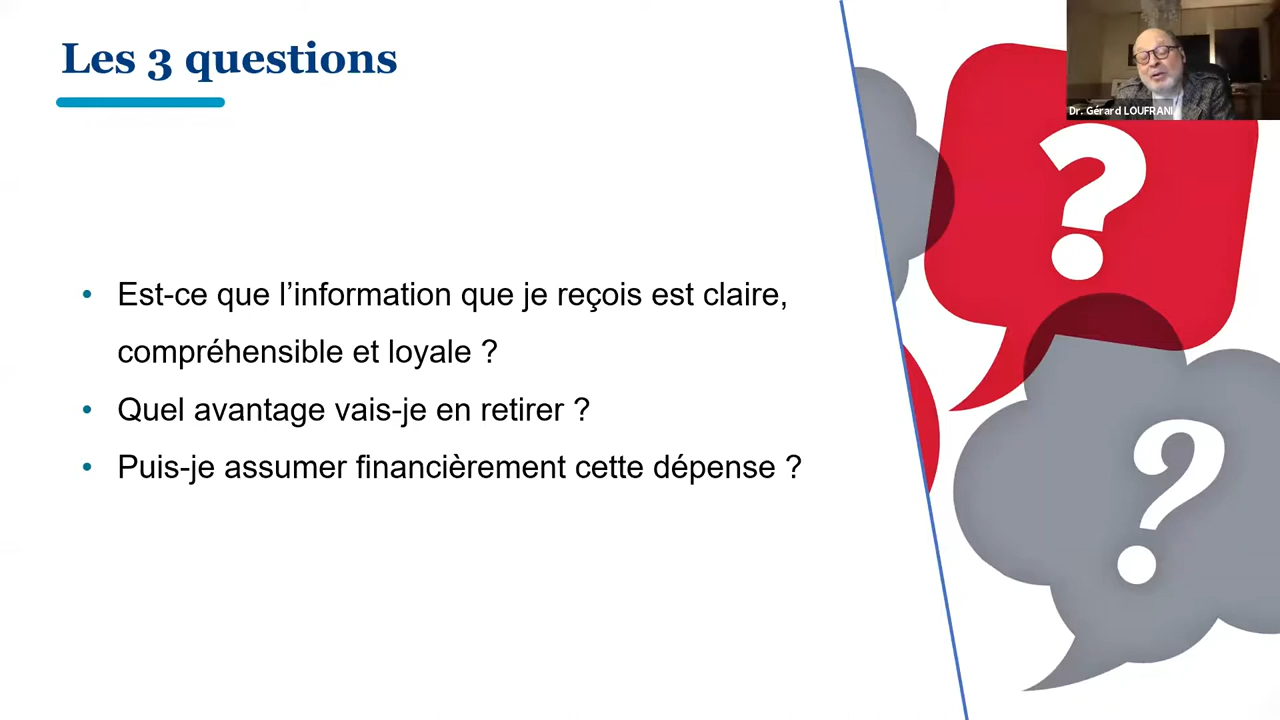 Les 3 questions
Dr. Gérard LOUFRANI
?
• Est-ce que l’information que je reçois est claire,
compréhensible et loyale ?
• Quel avantage vais-je en retirer ?
• Puis-je assumer financièrement cette dépense ?
?